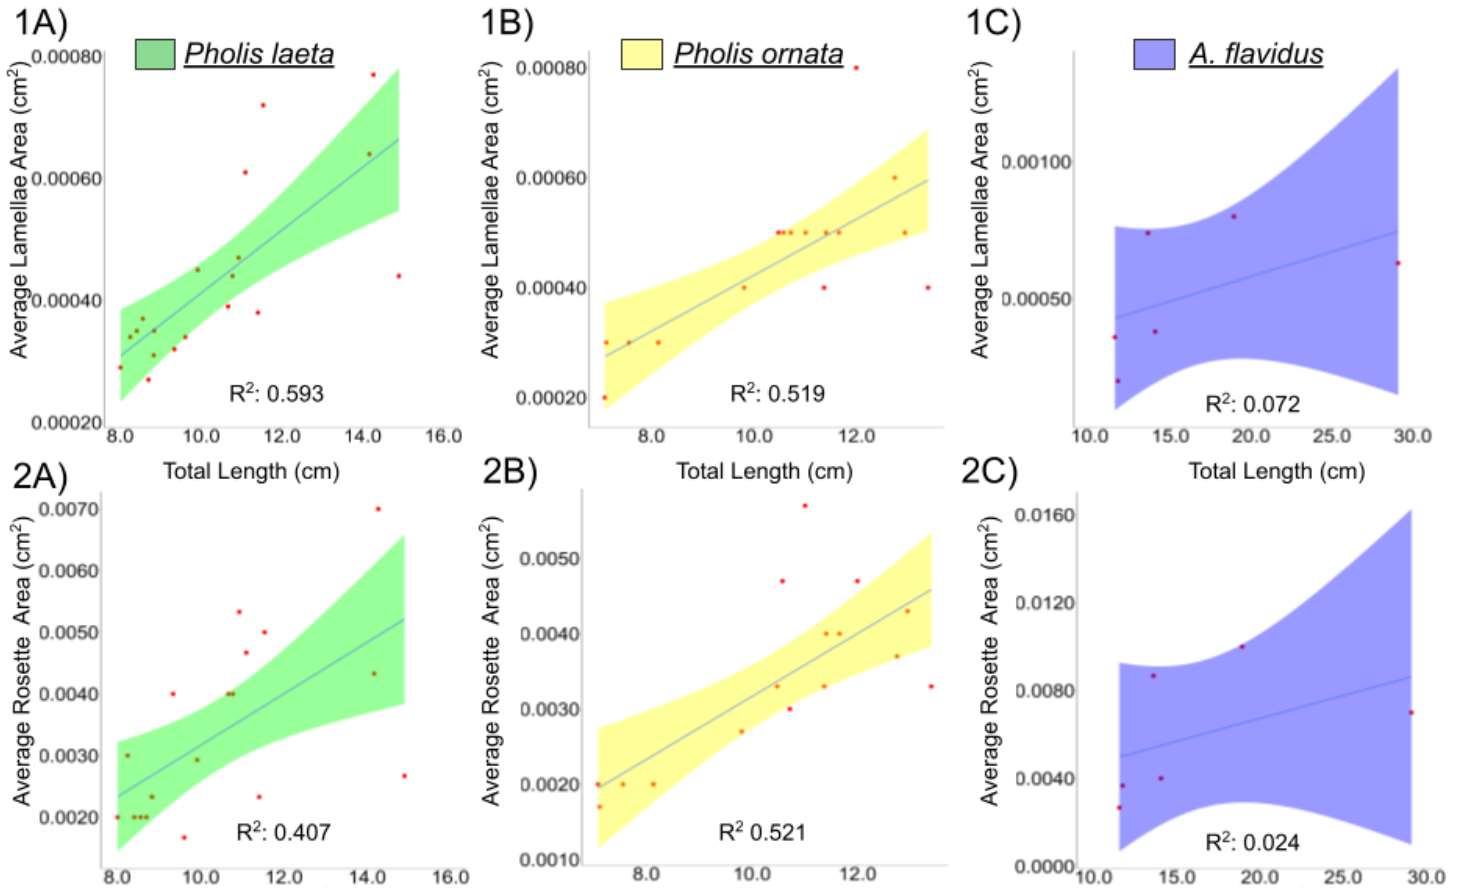 1A)
Pholis laeta
Average Lamellae Area (cm²)
0.00080
0.00060
0.00040
0.00020
R²: 0.593
8.0 10.0 12.0 14.0 16.0
Total Length (cm)
1B)
Pholis ornata
Average Lamellae Area (cm²)
0.00080
0.00060
0.00040
0.00020
R²: 0.519
8.0 10.0 12.0
Total Length (cm)
1C)
A. flavidus
Average Lamellae Area (cm²)
0.00100
0.00050
R²: 0.072
10.0 15.0 20.0 25.0 30.0
Total Length (cm)
2A)
Average Rosette Area (cm²)
0.0070
0.0060
0.0050
0.0040
0.0030
0.0020
R²: 0.407
8.0 10.0 12.0 14.0 16.0
2B)
Average Rosette Area (cm²)
0.0050
0.0040
0.0030
0.0020
0.0010
R² 0.521
8.0 10.0 12.0
2C)
Average Rosette Area (cm²)
0.0160
0.0120
0.0080
0.0040
0.0000
R²: 0.024
10.0 15.0 20.0 25.0 30.0